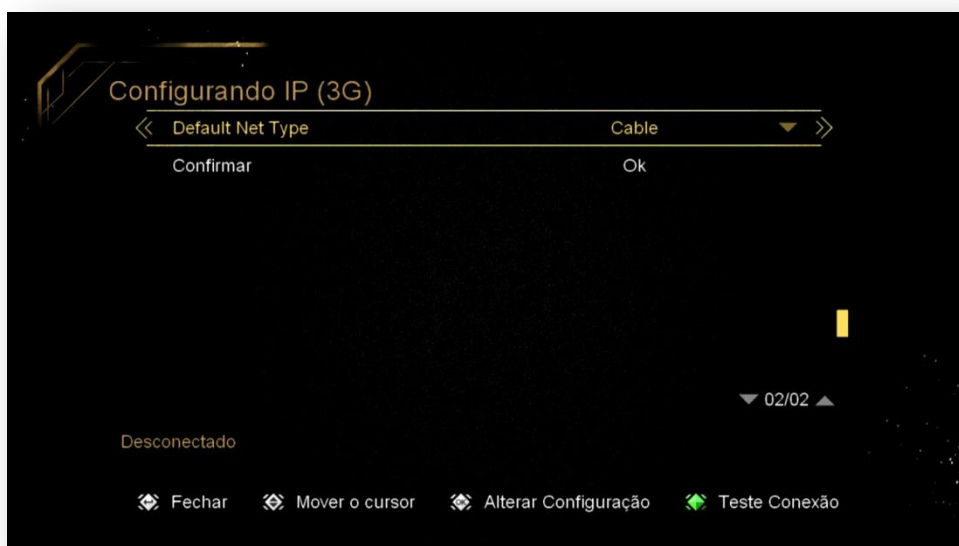 Configurando IP (3G)
Default Net Type Cable
Confirmar Ok
02/02
Desconectado
Fechar Mover o cursor Alterar Configuração Teste Conexão